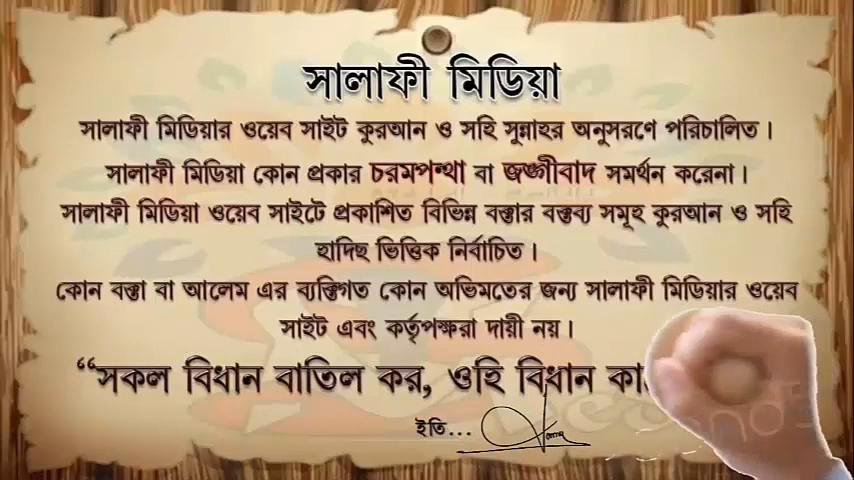 সালাফী মিডিয়া
সালাফী মিডিয়ার ওয়েব সাইট কুরআন ও সহি সুন্নাহর অনুসরণে পরিচালিত।
সালাফী মিডিয়া কোন প্রকার চরমপন্থা বা জঙ্গীবাদ সমর্থন করেনা।
সালাফী মিডিয়া ওয়েব সাইটে প্রকাশিত বিভিন্ন বক্তার বক্তব্য সমূহ কুরআন ও সহি
হাদিছ ভিত্তিক নির্বাচিত।
কোন বক্তা বা আলেম এর ব্যক্তিগত কোন অভিমতের জন্য সালাফী মিডিয়ার ওয়েব
সাইট এবং কর্তৃপক্ষরা দায়ী নয়।
“সকল বিধান বাতিল কর, ওহি বিধান
ইতি...